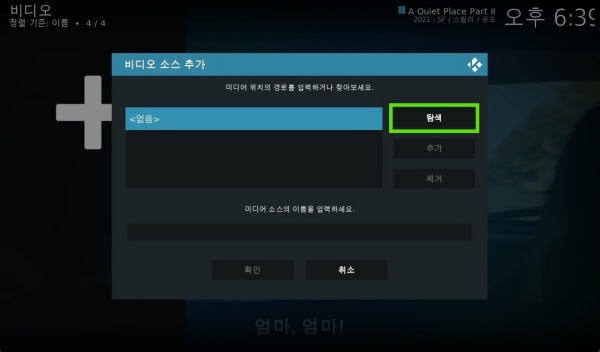 비디오
정렬 기준: 이름 • 4 / 4
A Quiet Place Part II
2021 - SF / 스릴러 / 공포
오후 6:39
비디오 소스 추가
미디어 위치의 경로를 입력하거나 찾아보세요.
<없음>
탐색
추가
제거
미디어 소스의 이름을 입력하세요.
확인
취소
엄마, 엄마!